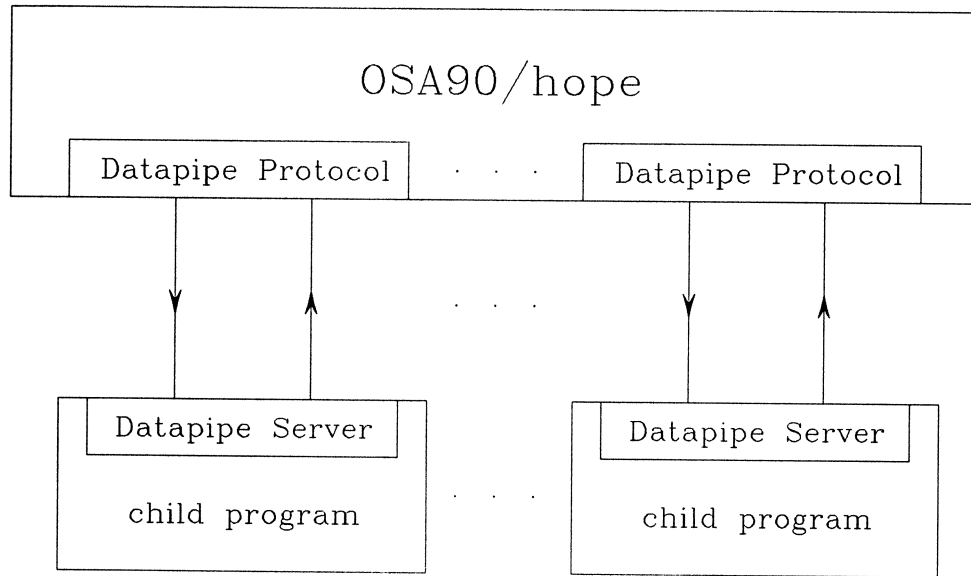 OSA90/hope
Datapipe Protocol . . . Datapipe Protocol
. . .
Datapipe Server Datapipe Server
child program . . . child program